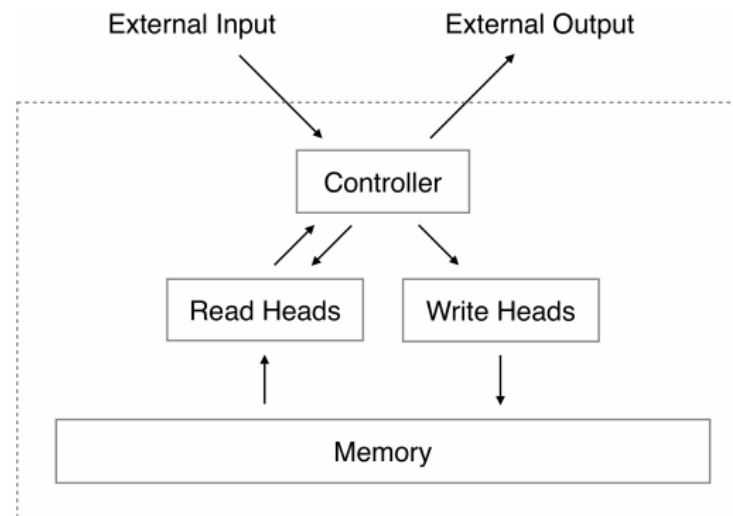 External Input External Output
Controller
Read Heads Write Heads
Memory